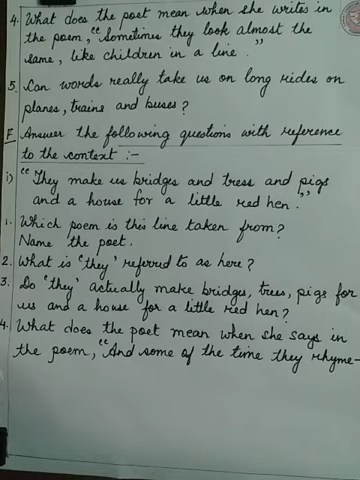 4. What does the poet mean when she writes in
the poem, "Sometimes they look almost the
same, like children in a line."
5. Can words really take us on long rides on
planes, trains and buses?
F. Answer the following questions with reference
to the context :-
i) "They make us bridges and tress and pigs
and a house for a little red hen."
1. Which poem is this line taken from?
Name the poet.
2. What is 'they' referred to as here?
3. Do 'they' actually make bridges, trees, pigs for
us and a house for a little red hen?
4. What does the poet mean when she says in
the poem, "And some of the time they rhyme-